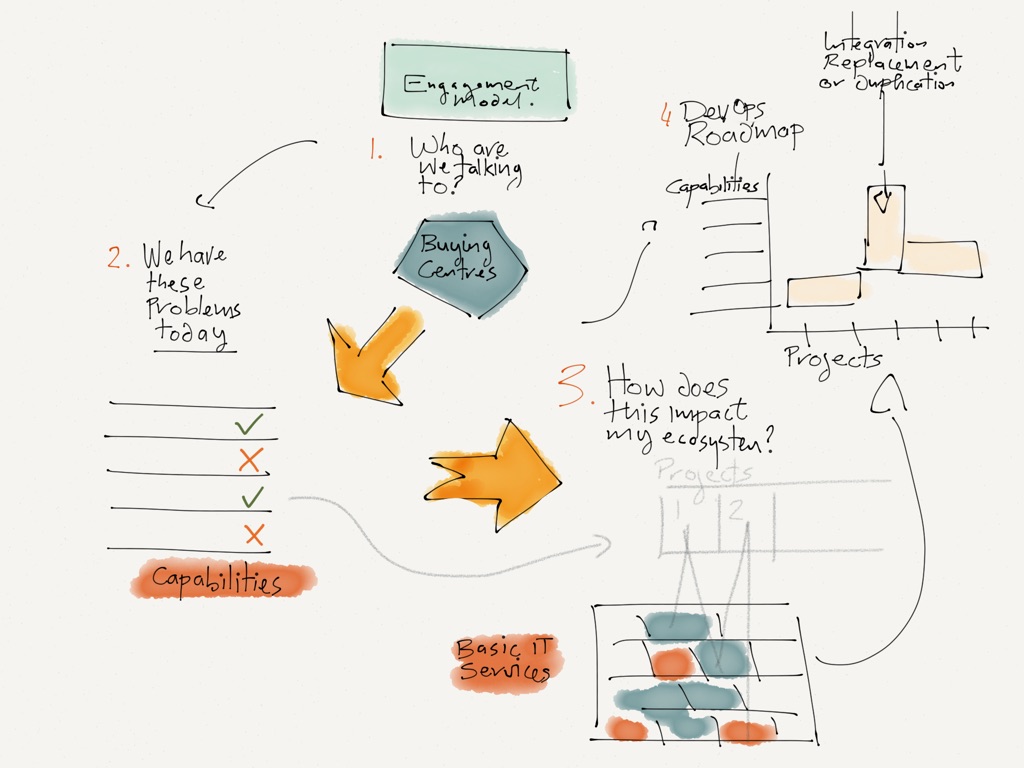 Engagement
Model.
1. Who are
we talking
to?
Buying
Centres
2. We have
these
Problems
today
Capabilities
3. How does
this impact
my ecosystem?
Projects
1 2
Basic IT
Services
4 DevOps
Roadmap
Capabilities
Projects
Integration
Replacement
or Duplication